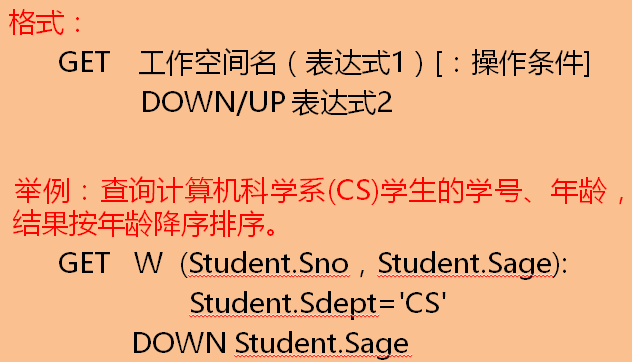 格式：
GET 工作空间名（表达式1）[：操作条件]
DOWN/UP 表达式2
举例：查询计算机科学系(CS)学生的学号、年龄，
结果按年龄降序排序。
GET W (Student.Sno，Student.Sage):
Student.Sdept='CS'
DOWN Student.Sage